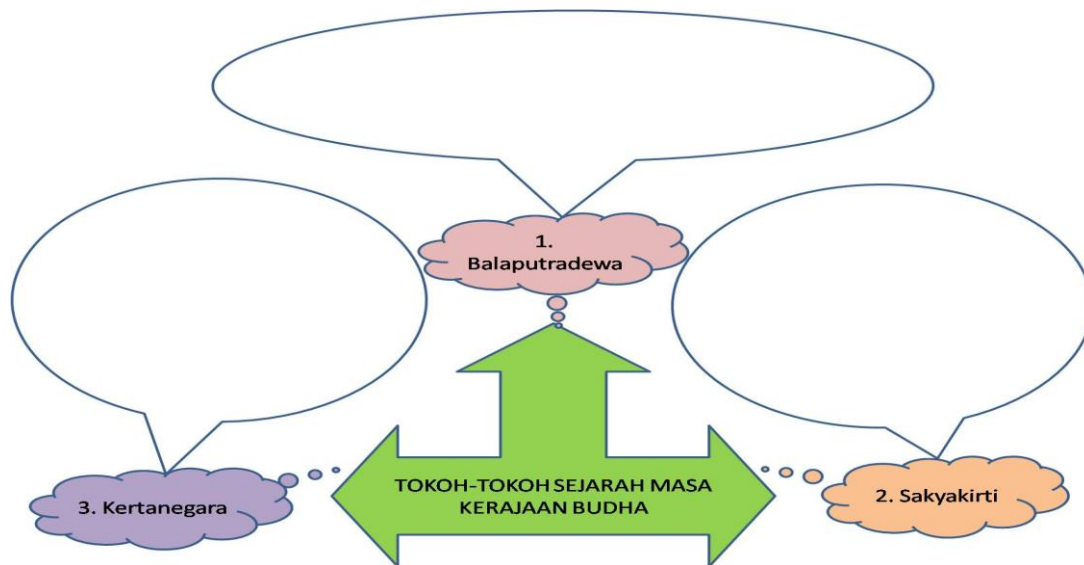 1.
Balaputradewa
3. Kertanegara
TOKOH-TOKOH SEJARAH MASA
KERAJAAN BUDHA
2. Sakyakirti